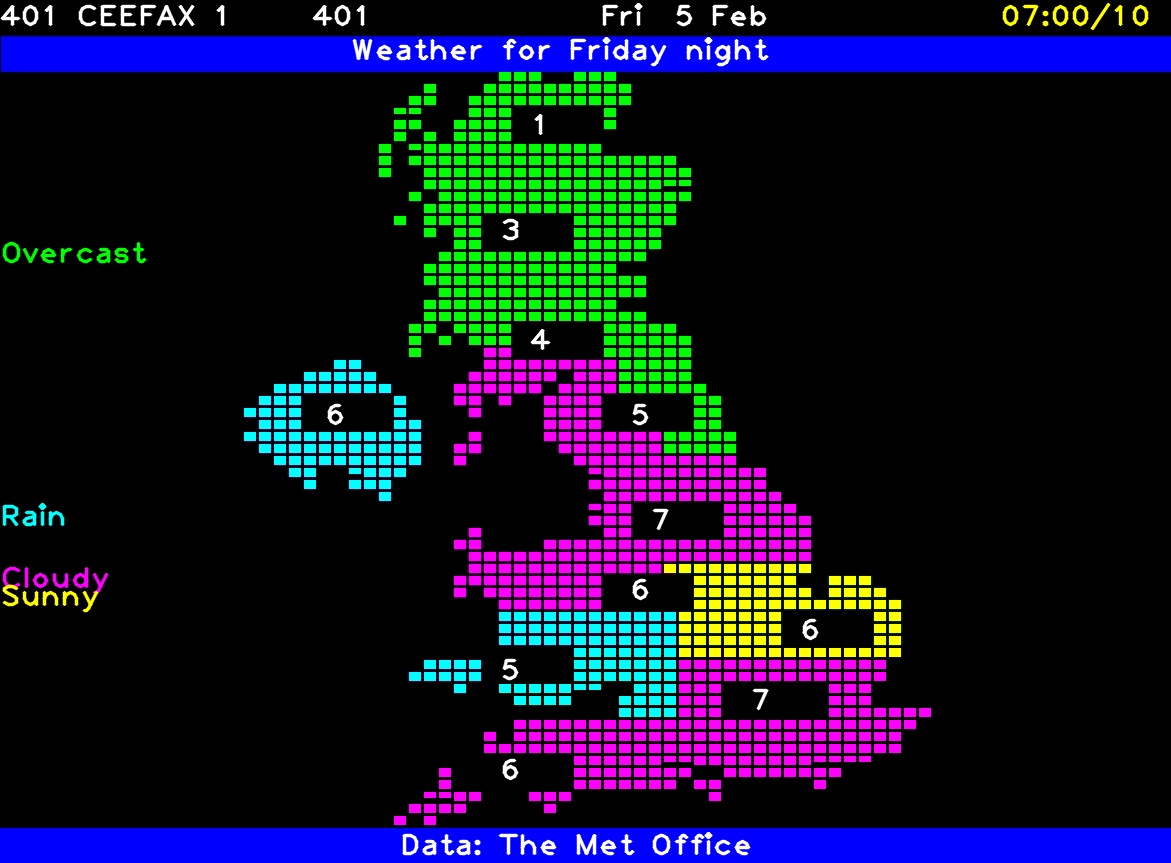 401 CEEFAX 1 401 Fri 5 Feb 07:00/10
Weather for Friday night
1
3
Overcast
4
6 5
Rain
7
Cloudy
6
Sunny
6
5
7
6
Data: The Met Office